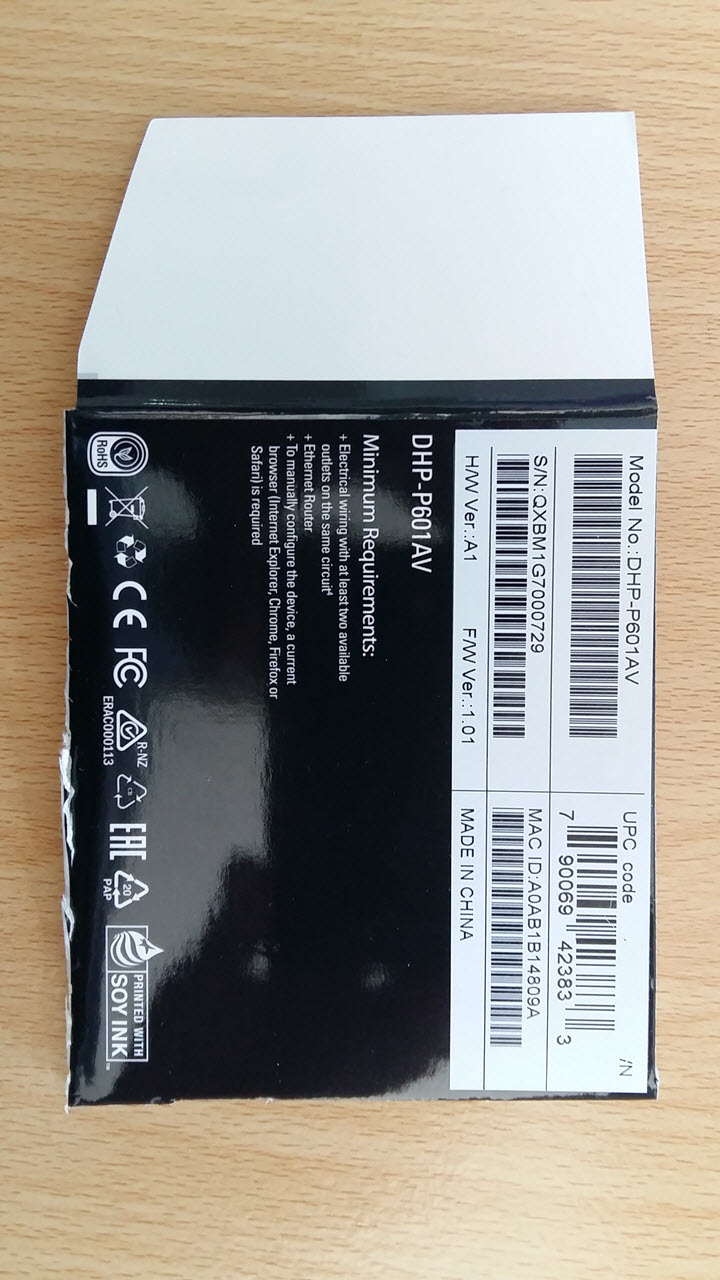 Model No.:DHP-P601AV
UPC code
/N
7 90069 42383 3
S/N:QXBM1G7000729
MAC ID:A0AB1B14809A
H/W Ver.:A1
F/W Ver.:1.01
MADE IN CHINA
DHP-P601AV
Minimum Requirements:
+ Electrical wiring with at least two available
outlets on the same circuit⁴
+ Ethernet Router
+ To manually configure the device, a current
browser (Internet Explorer, Chrome, Firefox or
Safari) is required
RoHS
CE
FC
R-NZ
ERAC000113
EAC
20
PAP
PRINTED WITH
SOY INK™